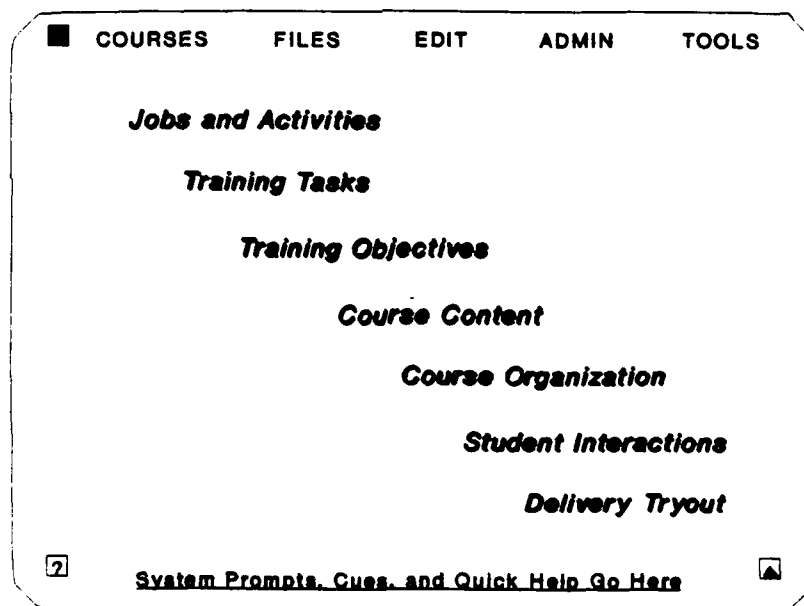 COURSES FILES EDIT ADMIN TOOLS
Jobs and Activities
Training Tasks
Training Objectives
Course Content
Course Organization
Student Interactions
Delivery Tryout
?
System Prompts, Cues, and Quick Help Go Here